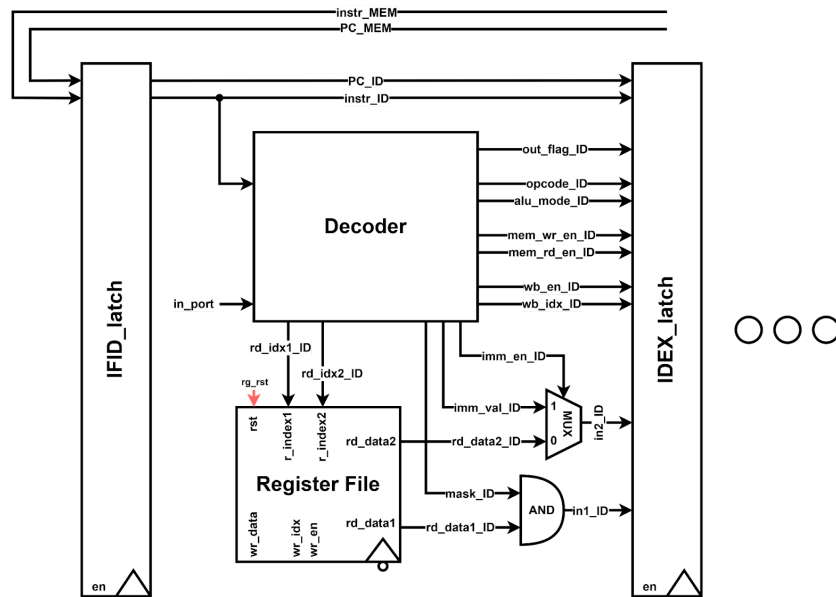 instr_MEM
PC_MEM
PC_ID
instr_ID
out_flag_ID
opcode_ID
alu_mode_ID
Decoder
mem_wr_en_ID
mem_rd_en_ID
wb_en_ID
wb_idx_ID
in_port
IFID_latch
IDEX_latch
rd_idx1_ID
rd_idx2_ID
imm_en_ID
rg_rst
rst
r_index1
r_index2
imm_val_ID
1
MUX
0
in2_ID
rd_data2
rd_data2_ID
Register File
mask_ID
AND
in1_ID
rd_data1
rd_data1_ID
wr_data
wr_idx
wr_en
en
en